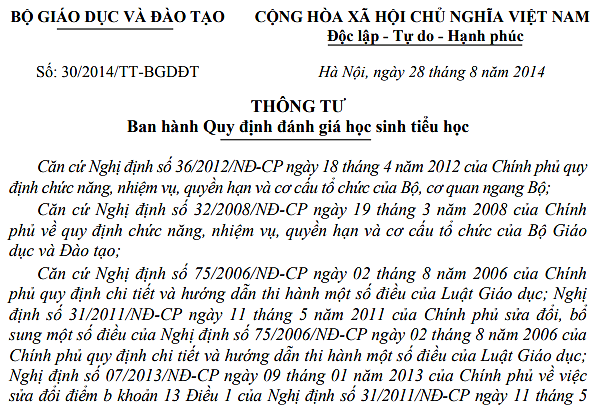 BỘ GIÁO DỤC VÀ ĐÀO TẠO
CỘNG HÒA XÃ HỘI CHỦ NGHĨA VIỆT NAM
Độc lập - Tự do - Hạnh phúc
Số: 30/2014/TT-BGDĐT
Hà Nội, ngày 28 tháng 8 năm 2014
THÔNG TƯ
Ban hành Quy định đánh giá học sinh tiểu học
Căn cứ Nghị định số 36/2012/NĐ-CP ngày 18 tháng 4 năm 2012 của Chính phủ quy
định chức năng, nhiệm vụ, quyền hạn và cơ cấu tổ chức của Bộ, cơ quan ngang Bộ;
Căn cứ Nghị định số 32/2008/NĐ-CP ngày 19 tháng 3 năm 2008 của Chính
phủ về quy định chức năng, nhiệm vụ, quyền hạn và cơ cấu tổ chức của Bộ Giáo
dục và Đào tạo;
Căn cứ Nghị định số 75/2006/NĐ-CP ngày 02 tháng 8 năm 2006 của Chính
phủ quy định chi tiết và hướng dẫn thi hành một số điều của Luật Giáo dục; Nghị
định số 31/2011/NĐ-CP ngày 11 tháng 5 năm 2011 của Chính phủ sửa đổi, bổ
sung một số điều của Nghị định số 75/2006/NĐ-CP ngày 02 tháng 8 năm 2006 của
Chính phủ quy định chi tiết và hướng dẫn thi hành một số điều của Luật Giáo dục;
Nghị định số 07/2013/NĐ-CP ngày 09 tháng 01 năm 2013 của Chính phủ về việc
sửa đổi điểm b khoản 13 Điều 1 của Nghị định số 31/2011/NĐ-CP ngày 11 tháng 5